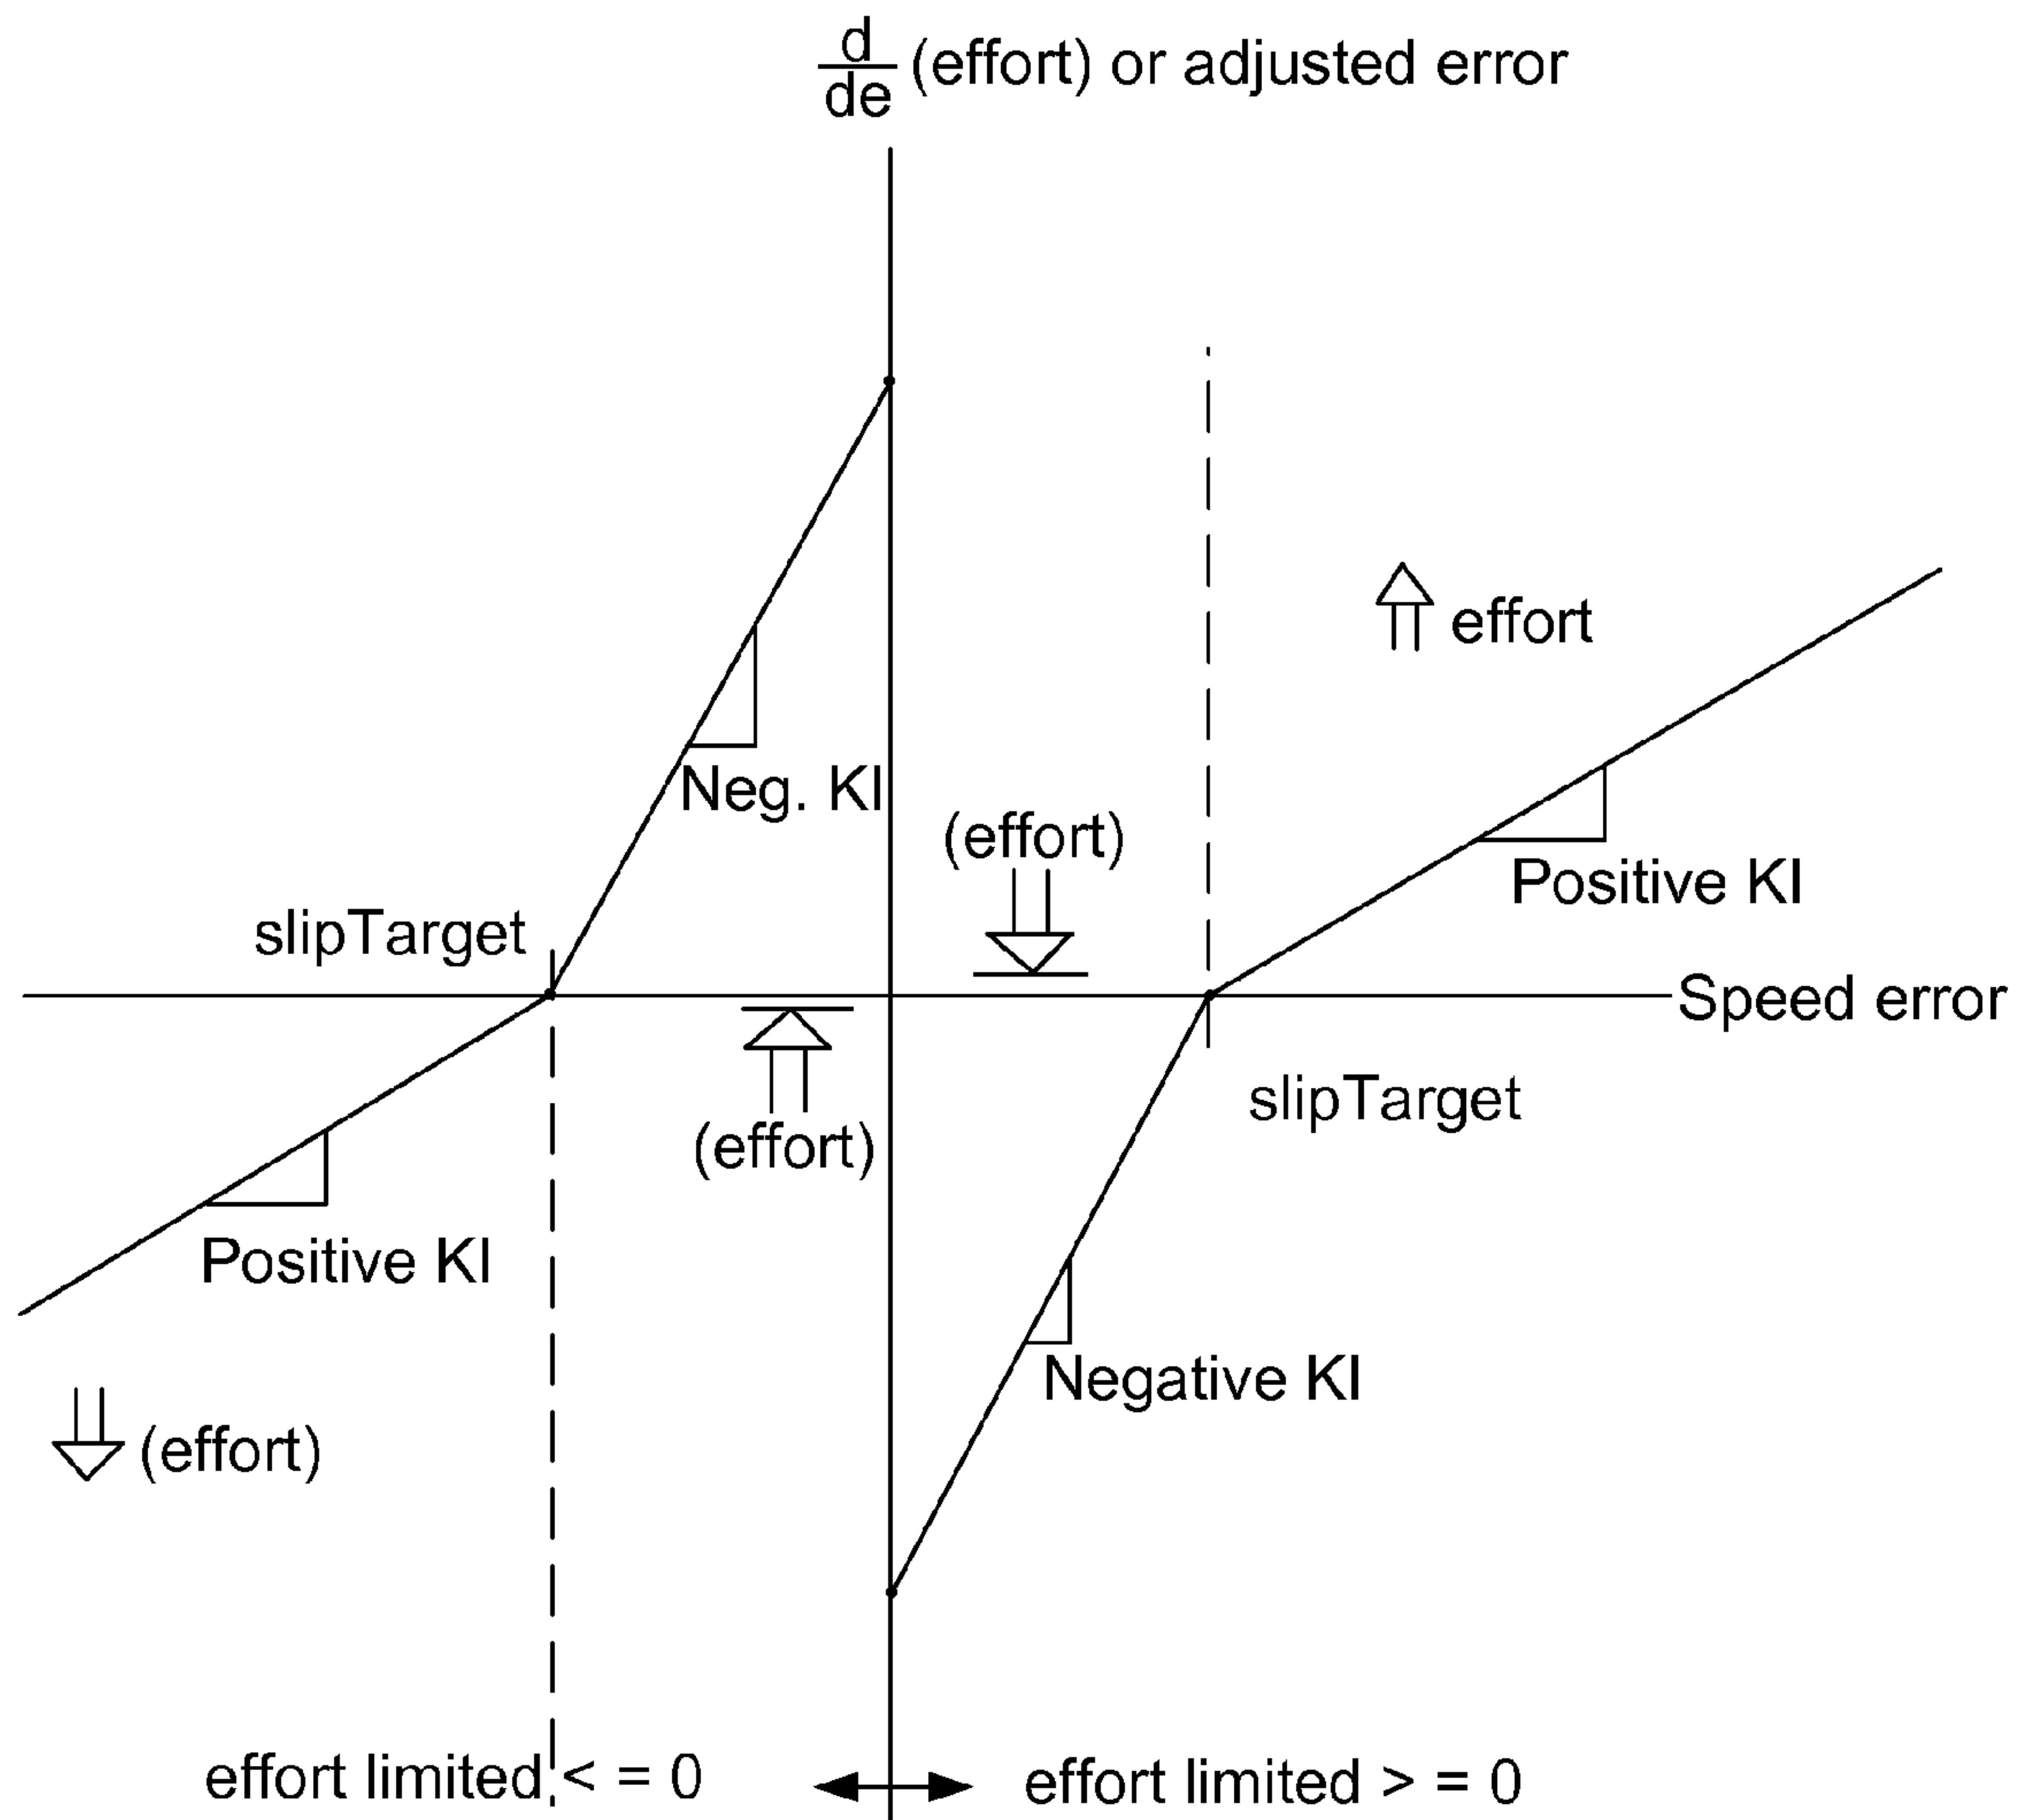 d
de
(effort) or adjusted error
effort
Neg. KI
(effort)
Positive KI
slipTarget
Speed error
slipTarget
(effort)
Positive KI
Negative KI
(effort)
effort limited < = 0
effort limited > = 0